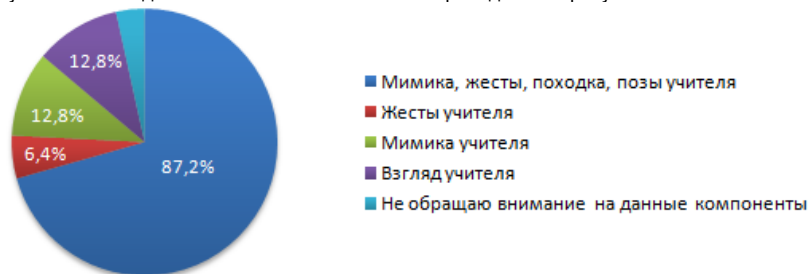 12,8%
12,8%
6,4%
87,2%
Мимика, жесты, походка, позы учителя
Жесты учителя
Мимика учителя
Взгляд учителя
Не обращаю внимание на данные компоненты